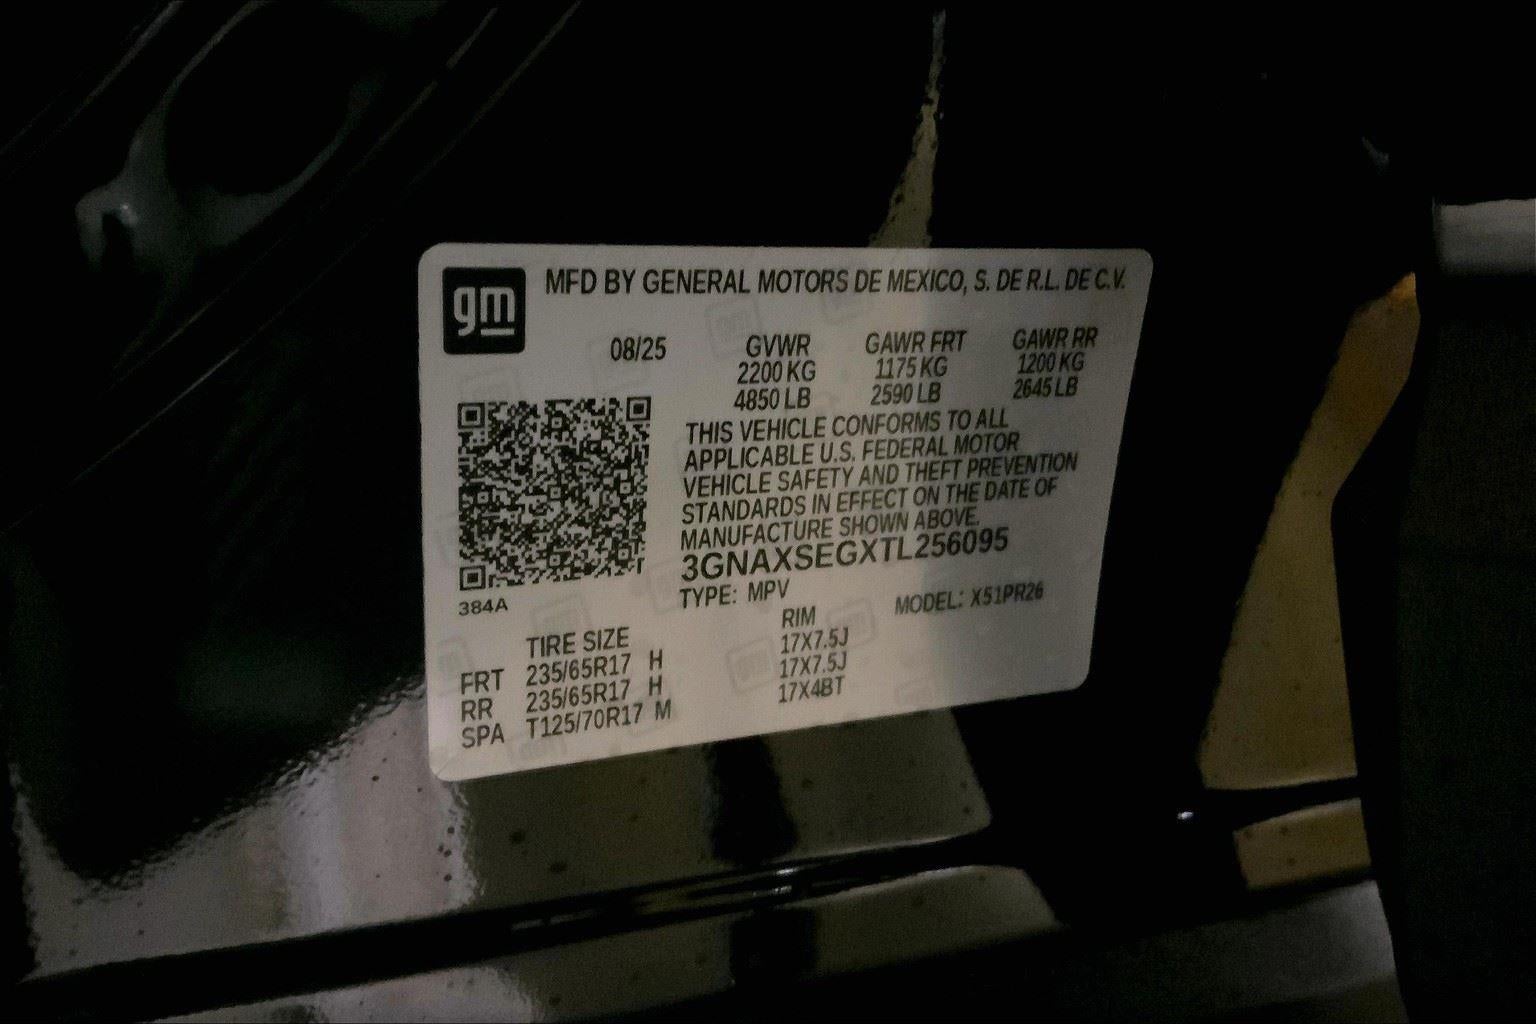 gm MFD BY GENERAL MOTORS DE MEXICO, S. DE R.L. DE C.V.
08/25 GVWR GAWR FRT GAWR RR
2200 KG 1175 KG 1200 KG
4850 LB 2590 LB 2645 LB
THIS VEHICLE CONFORMS TO ALL
APPLICABLE U.S. FEDERAL MOTOR
VEHICLE SAFETY AND THEFT PREVENTION
STANDARDS IN EFFECT ON THE DATE OF
MANUFACTURE SHOWN ABOVE.
3GNAXSEGXTL256095
384A
TYPE: MPV MODEL: X51PR26
TIRE SIZE RIM
FRT 235/65R17 H 17X7.5J
RR 235/65R17 H 17X7.5J
SPA T125/70R17 M 17X4BT